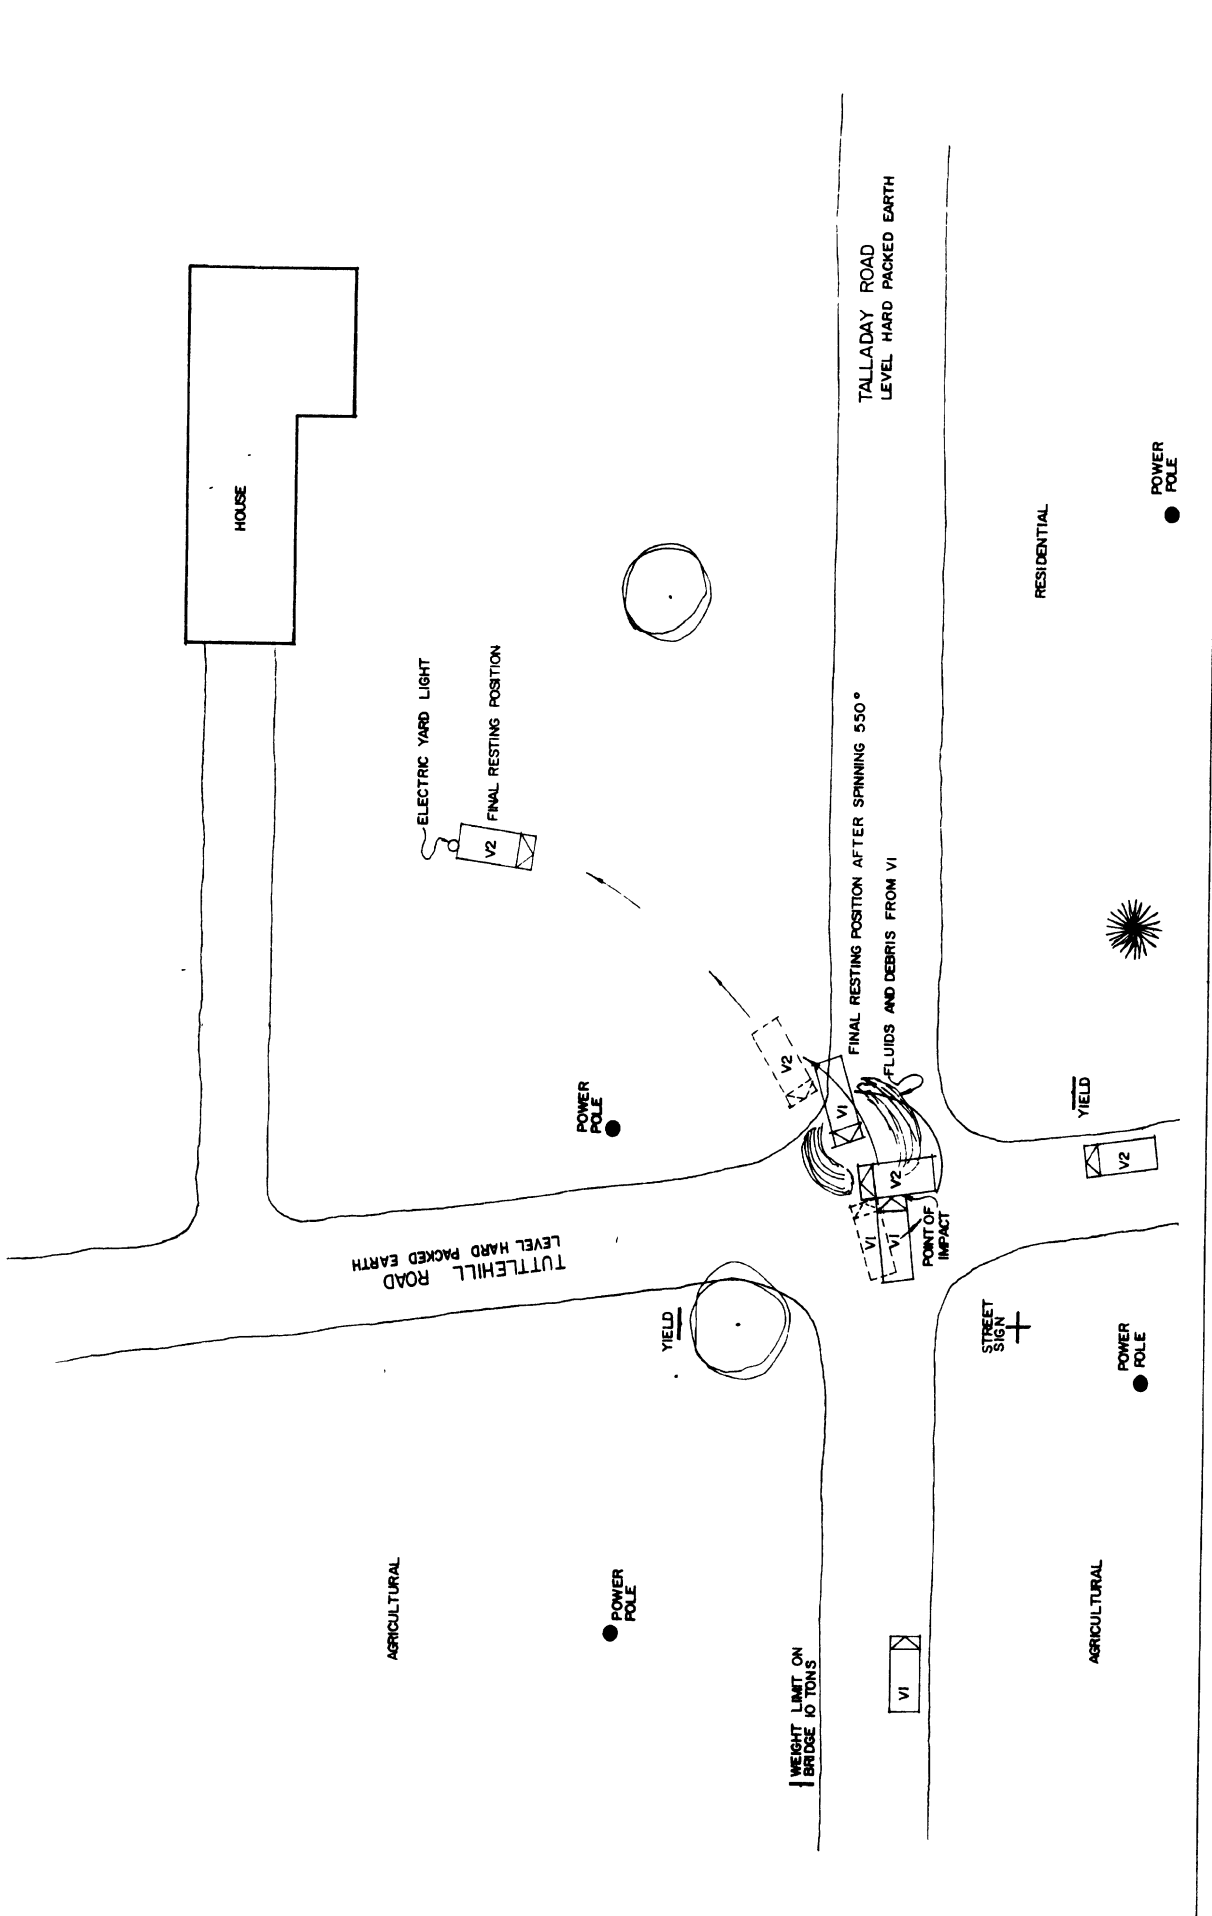 HOUSE
ELECTRIC YARD LIGHT
FINAL RESTING POSITION
V2
TALLADAY ROAD
LEVEL HARD PACKED EARTH
POWER
POLE
RESIDENTIAL
FINAL RESTING POSITION AFTER SPINNING 550°
FLUIDS AND DEBRIS FROM V1
V2
V1
POWER
POLE
YIELD
V2
V2
V1
V1
POINT OF
IMPACT
TUTTLEHILL ROAD
LEVEL HARD PACKED EARTH
YIELD
STREET
SIGN
POWER
POLE
AGRICULTURAL
POWER
POLE
WEIGHT LIMIT ON
BRIDGE 10 TONS
V1
AGRICULTURAL